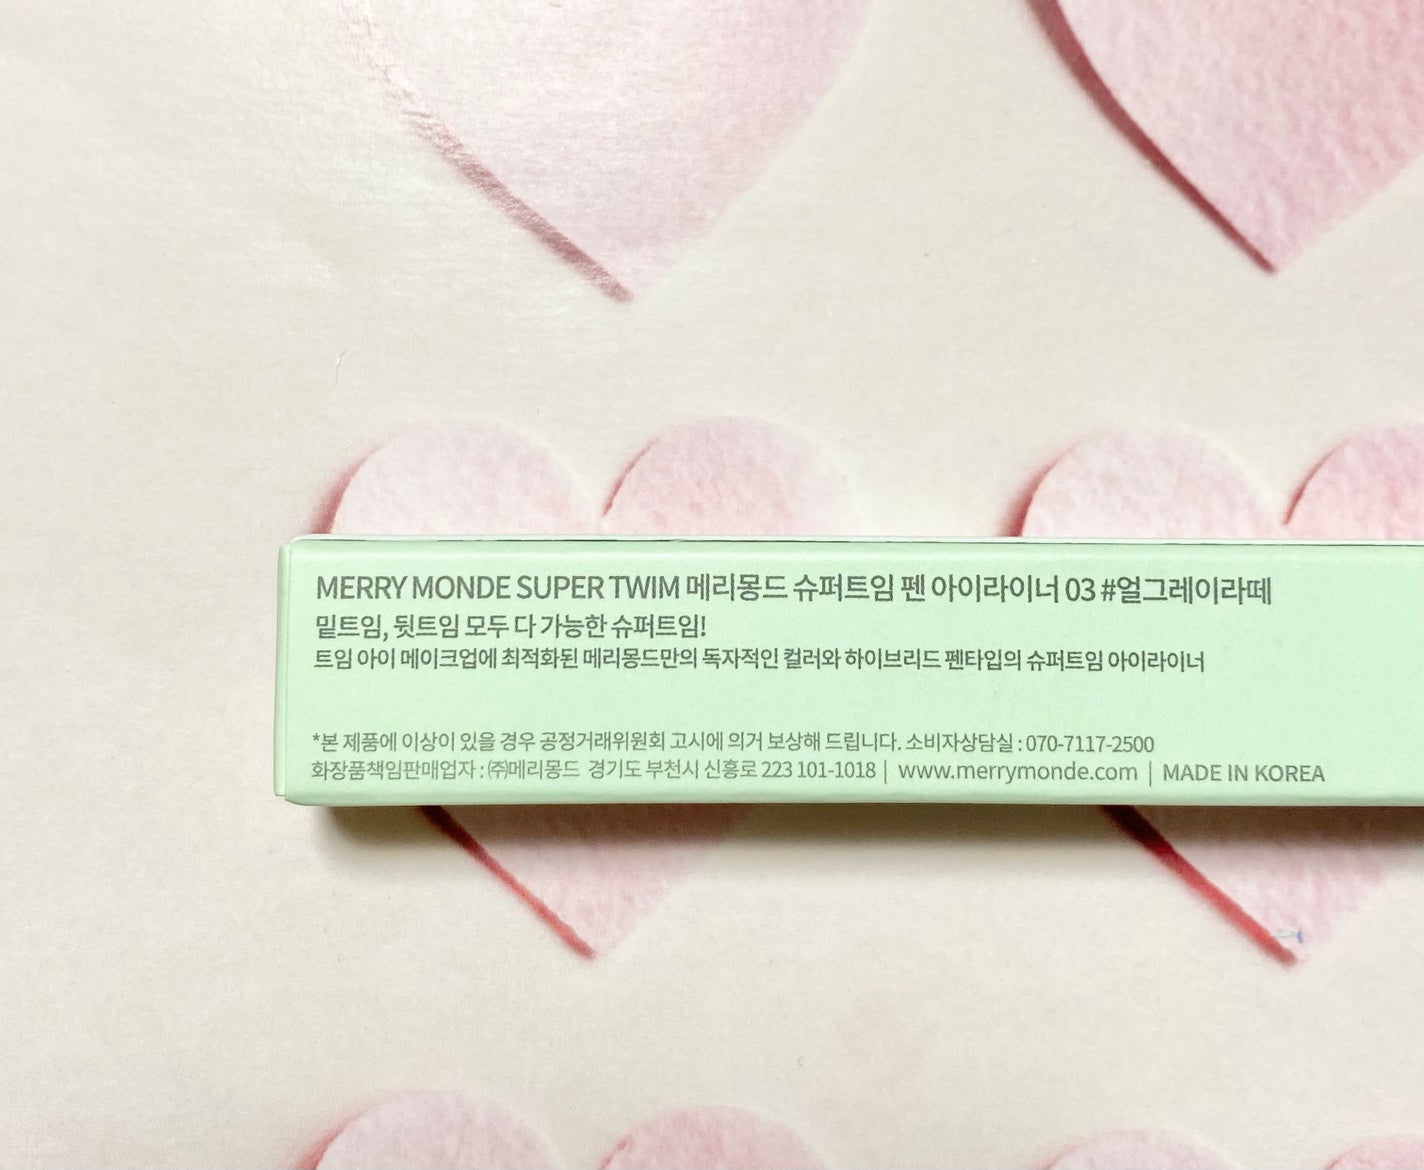 MERRY MONDE SUPER TWIM 메리몽드 슈퍼트임 펜 아이라이너 03 #얼그레이라떼
밑트임, 뒷트임 모두 다 가능한 슈퍼트임!
트임 아이 메이크업에 최적화된 메리몽드만의 독자적인 컬러와 하이브리드 펜타입의 슈퍼트임 아이라이너
*본 제품에 이상이 있을 경우 공정거래위원회 고시에 의거 보상해 드립니다. 소비자상담실 : 070-7117-2500
화장품책임판매업자 : ㈜메리몽드 경기도 부천시 신흥로 223 101-1018 | www.merrymonde.com | MADE IN KOREA